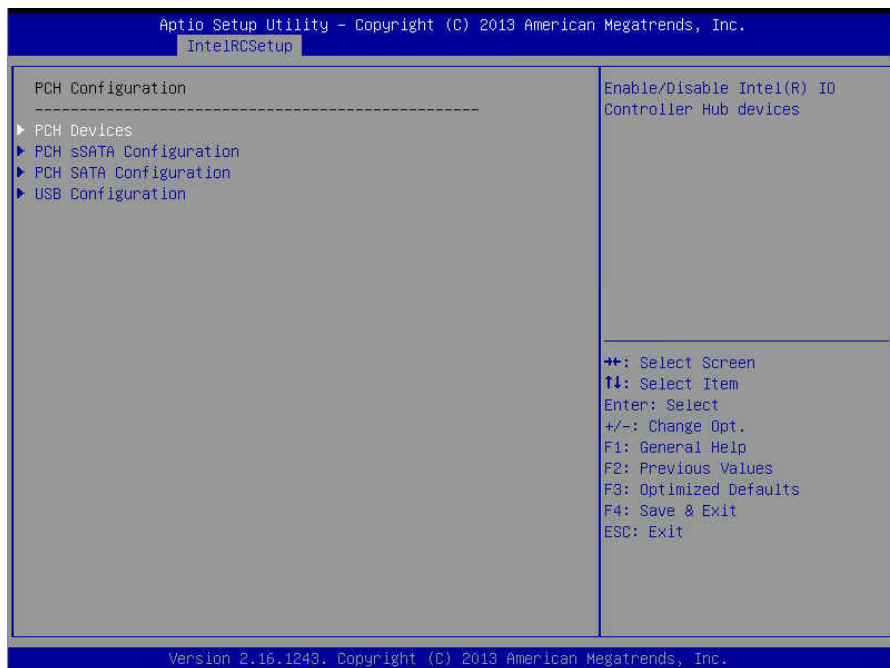 Aptio Setup Utility – Copyright (C) 2013 American Megatrends, Inc.
IntelRCSetup
PCH Configuration
--------------------------------------------------
PCH Devices
PCH sSATA Configuration
PCH SATA Configuration
USB Configuration
Enable/Disable Intel(R) IO
Controller Hub devices
→←: Select Screen
↑↓: Select Item
Enter: Select
+/-: Change Opt.
F1: General Help
F2: Previous Values
F3: Optimized Defaults
F4: Save & Exit
ESC: Exit
Version 2.16.1243. Copyright (C) 2013 American Megatrends, Inc.